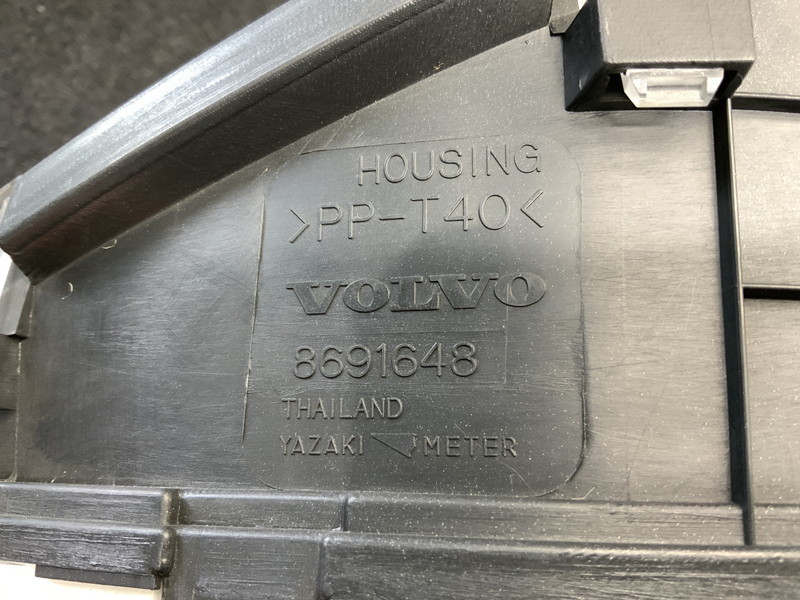 HOUSING
>PP-T40<
VOLVO
8691648
THAILAND
YAZAKI METER